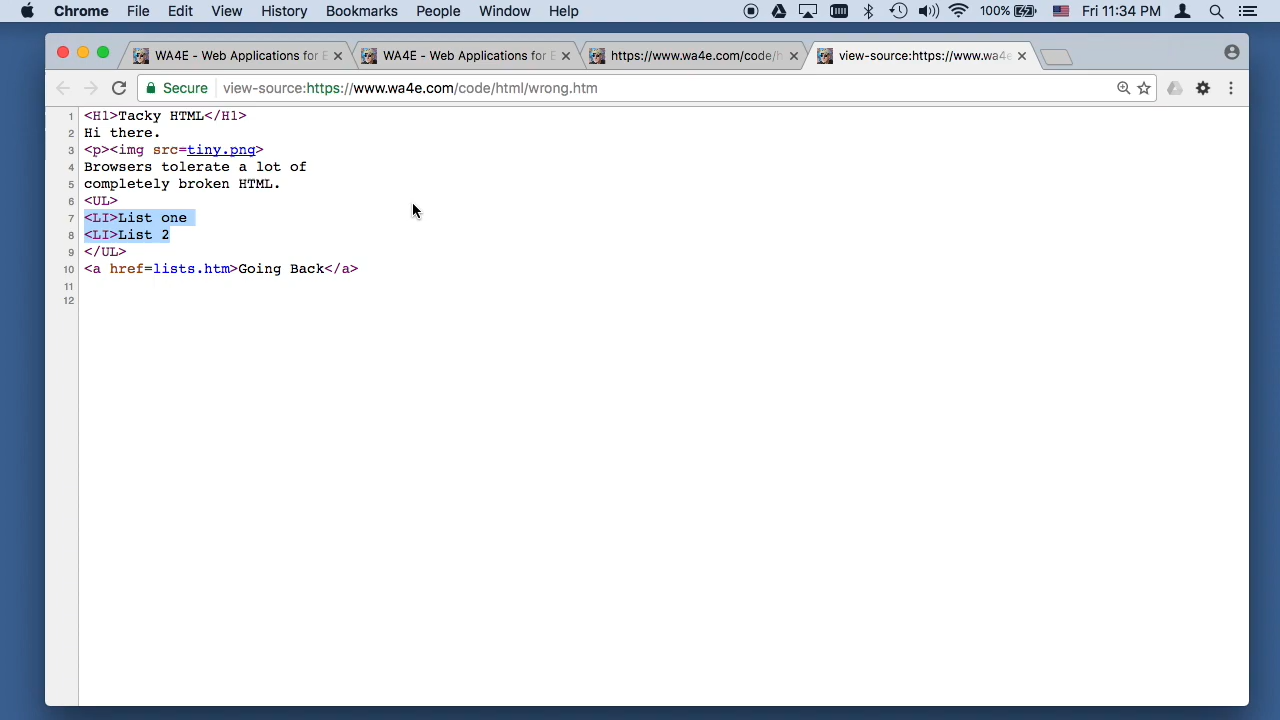 Chrome File Edit View History Bookmarks People Window Help 100% Fri 11:34 PM
WA4E - Web Applications for E WA4E - Web Applications for E https://www.wa4e.com/code/h view-source:https://www.wa4e
Secure view-source:https://www.wa4e.com/code/html/wrong.htm
1 <H1>Tacky HTML</H1>
2 Hi there.
3 <p><img src=tiny.png>
4 Browsers tolerate a lot of
5 completely broken HTML.
6 <UL>
7 <LI>List one
8 <LI>List 2
9 </UL>
10 <a href=lists.htm>Going Back</a>
11
12